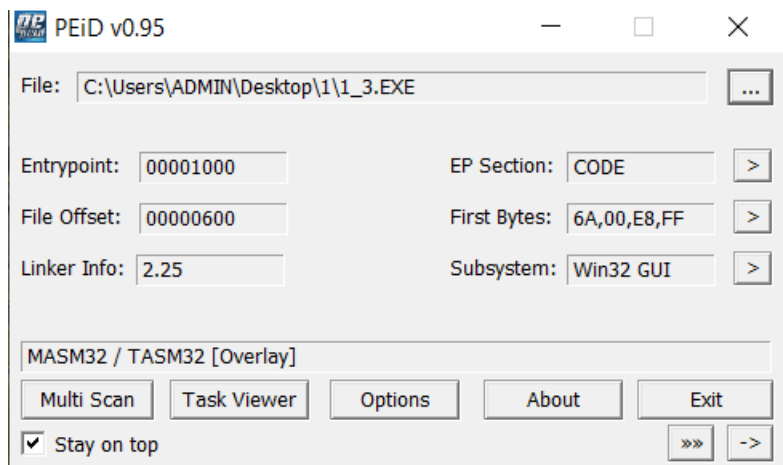 PEiD v0.95
File: C:\Users\ADMIN\Desktop\1\1_3.EXE ...
Entrypoint: 00001000 EP Section: CODE >
File Offset: 00000600 First Bytes: 6A,00,E8,FF >
Linker Info: 2.25 Subsystem: Win32 GUI >
MASM32 / TASM32 [Overlay]
Multi Scan Task Viewer Options About Exit
Stay on top »» ->